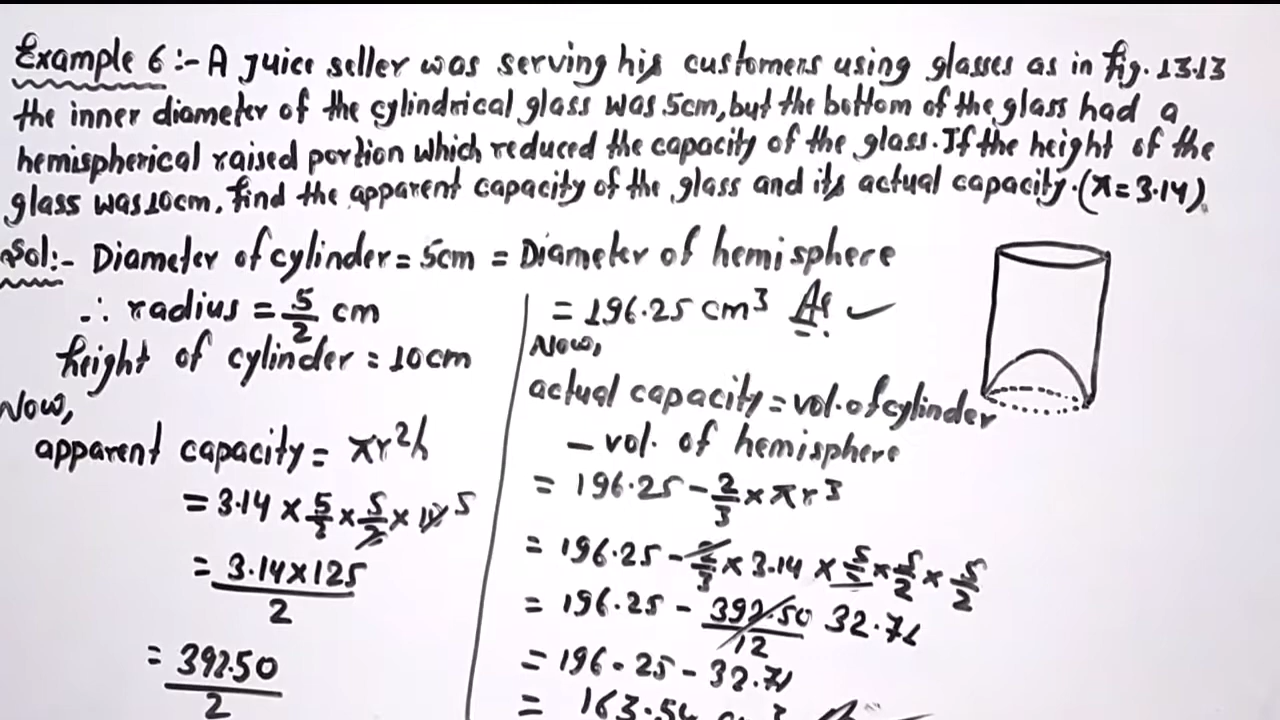 Example 6:- A juice seller was serving his customers using glasses as in fig. 13.13
the inner diameter of the cylindrical glass was 5cm, but the bottom of the glass had a
hemispherical raised portion which reduced the capacity of the glass. If the height of the
glass was 10cm, find the apparent capacity of the glass and its actual capacity. (π=3.14).
Sol:- Diameter of cylinder = 5cm = Diameter of hemisphere
∴ radius = 5/2 cm
height of cylinder = 10cm
Now,
apparent capacity = πr²h
= 3.14 × 5/2 × 5/2 × 10 5
= 3.14×125/2
= 392.50/2
= 196.25 cm³ As
Now,
actual capacity = vol. of cylinder
- vol. of hemisphere
= 196.25 - 2/3 × πr³
= 196.25 - 2/3 × 3.14 × 5/2 × 5/2 × 5/2
= 196.25 - 392.50/12 32.71
= 196.25 - 32.71
= 163.54